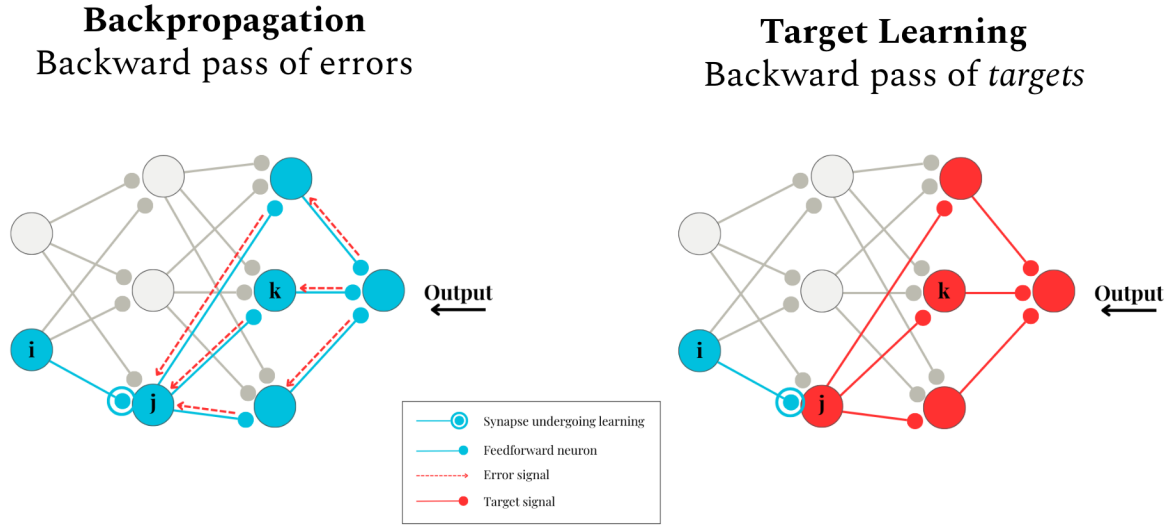 Backpropagation
Backward pass of errors
Target Learning
Backward pass of targets
k
Output
i
j
k
Output
i
j
Synapse undergoing learning
Feedforward neuron
Error signal
Target signal